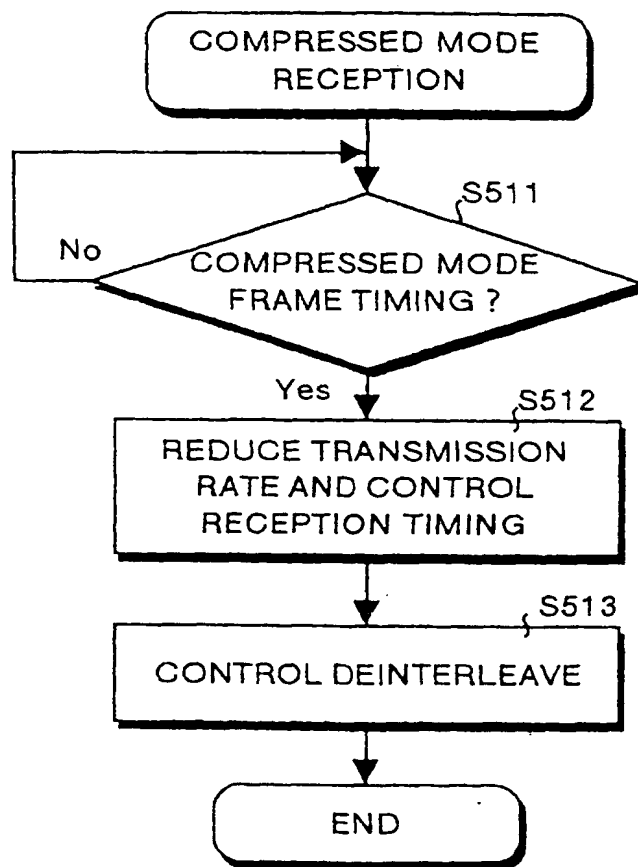 COMPRESSED MODE
RECEPTION
S511
No
COMPRESSED MODE
FRAME TIMING ?
Yes
S512
REDUCE TRANSMISSION
RATE AND CONTROL
RECEPTION TIMING
S513
CONTROL DEINTERLEAVE
END